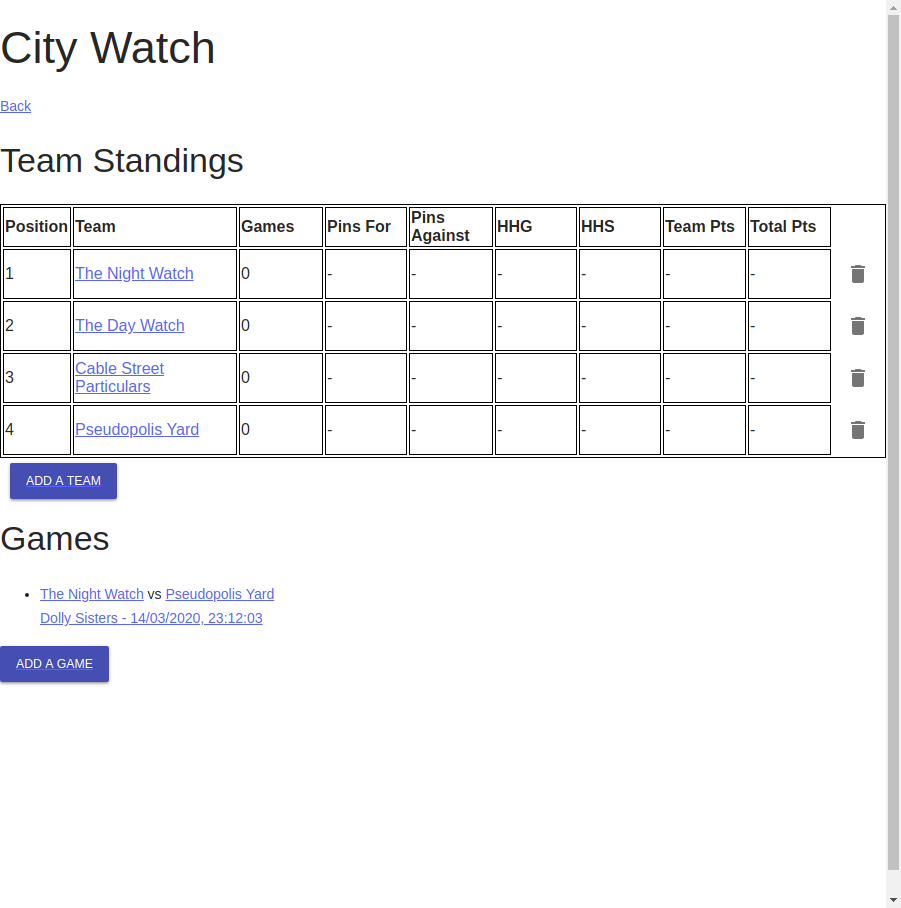 City Watch
Back
Team Standings
Position Team Games Pins For Pins Against HHG HHS Team Pts Total Pts
1 The Night Watch 0 - - - - - -
2 The Day Watch 0 - - - - - -
3 Cable Street Particulars 0 - - - - - -
4 Pseudopolis Yard 0 - - - - - -
ADD A TEAM
Games
• The Night Watch vs Pseudopolis Yard
Dolly Sisters - 14/03/2020, 23:12:03
ADD A GAME